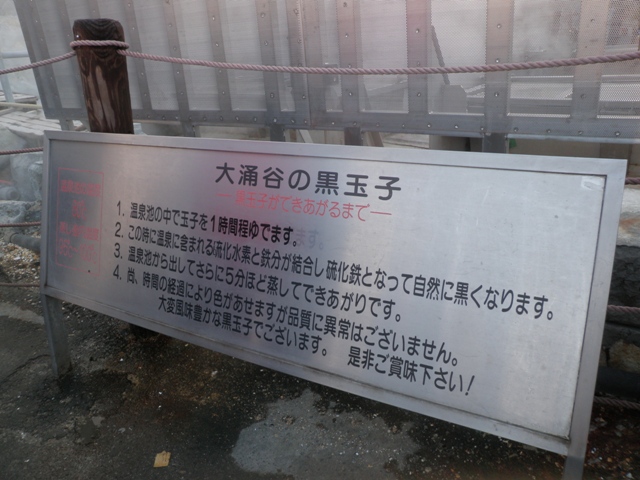 大涌谷の黒玉子
―黒玉子ができあがるまで―
1. 温泉池の中で玉子を1時間程ゆでます。
2. この時に温泉に含まれる硫化水素と鉄分が結合し硫化鉄となって自然に黒くなります。
3. 温泉池から出してさらに5分ほど蒸してできあがりです。
4. 尚、時間の経過により色があせますが品質に異常はございません。
大変風味豊かな黒玉子でございます。 是非ご賞味下さい!